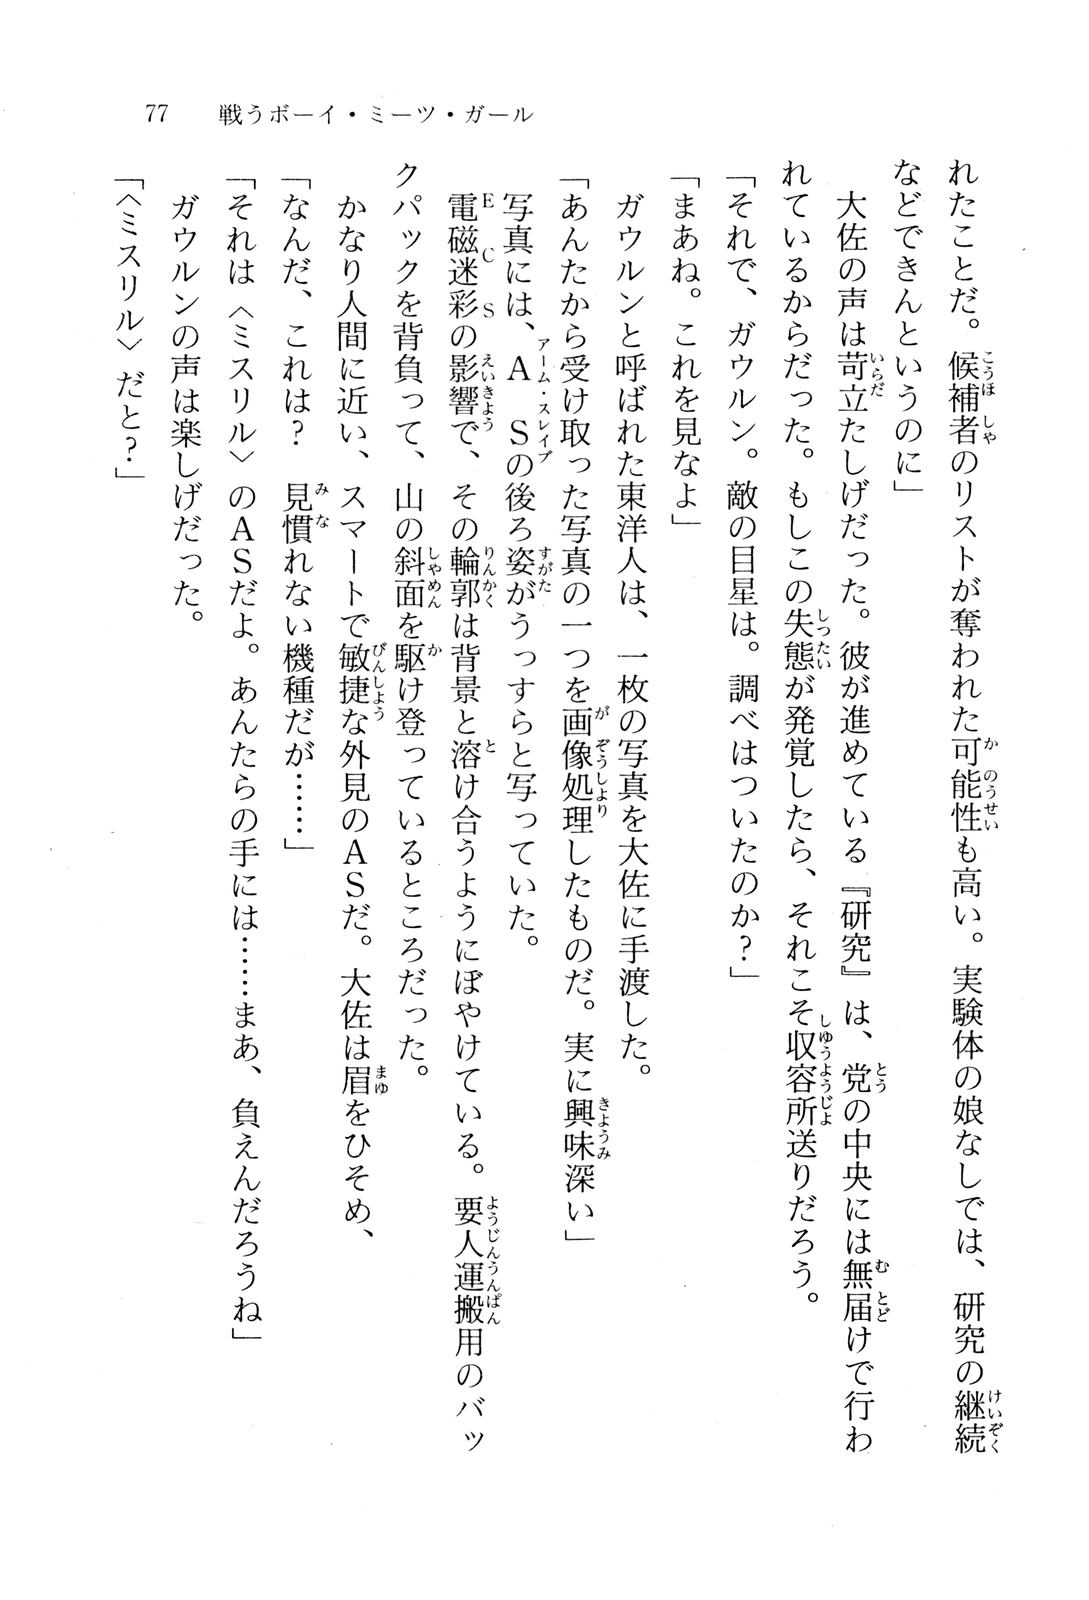 77　戦うボーイ・ミーツ・ガール
れたことだ。候補者のリストが奪われた可能性も高い。実験体の娘なしでは、研究の継続
などできんというのに」
　大佐の声は苛立たしげだった。彼が進めている『研究』は、党の中央には無届けで行わ
れているからだった。もしこの失態が発覚したら、それこそ収容所送りだろう。
「それで、ガウルン。敵の目星は。調べはついたのか？」
「まあね。これを見なよ」
　ガウルンと呼ばれた東洋人は、一枚の写真を大佐に手渡した。
「あんたから受け取った写真の一つを画像処理したものだ。実に興味深い」
　写真には、ＡＳの後ろ姿がうっすらと写っていた。
　電磁迷彩の影響で、その輪郭は背景と溶け合うようにぼやけている。要人運搬用のバッ
クパックを背負って、山の斜面を駆け登っているところだった。
　かなり人間に近い、スマートで敏捷な外見のＡＳだ。大佐は眉をひそめ、
「なんだ、これは？　見慣れない機種だが……」
「それは〈ミスリル〉のＡＳだよ。あんたらの手には……まあ、負えんだろうね」
　ガウルンの声は楽しげだった。
「〈ミスリル〉だと？」